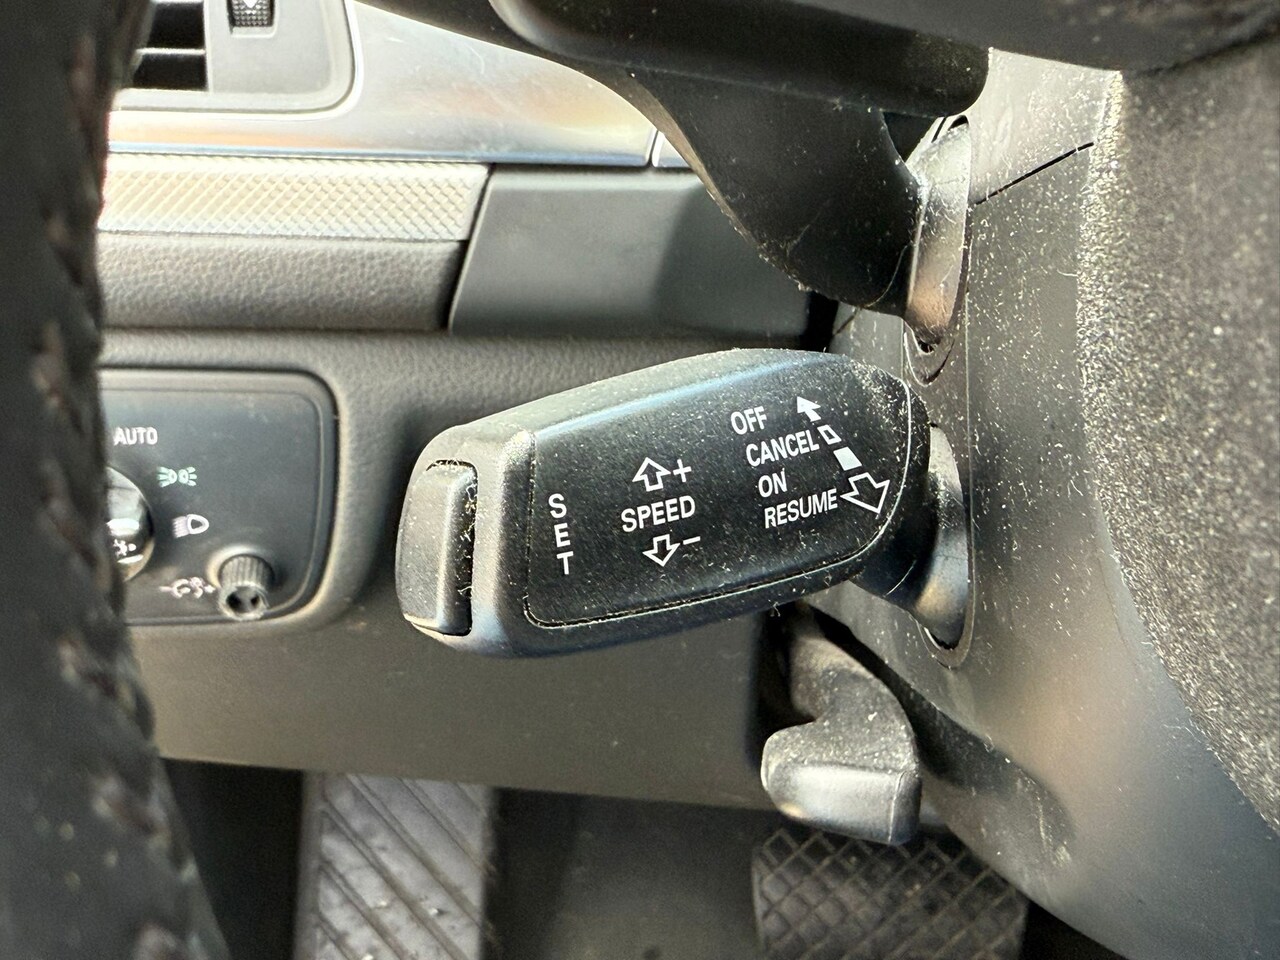 AUTO
OFF
CANCEL
ON
RESUME
+
SPEED
−
SET